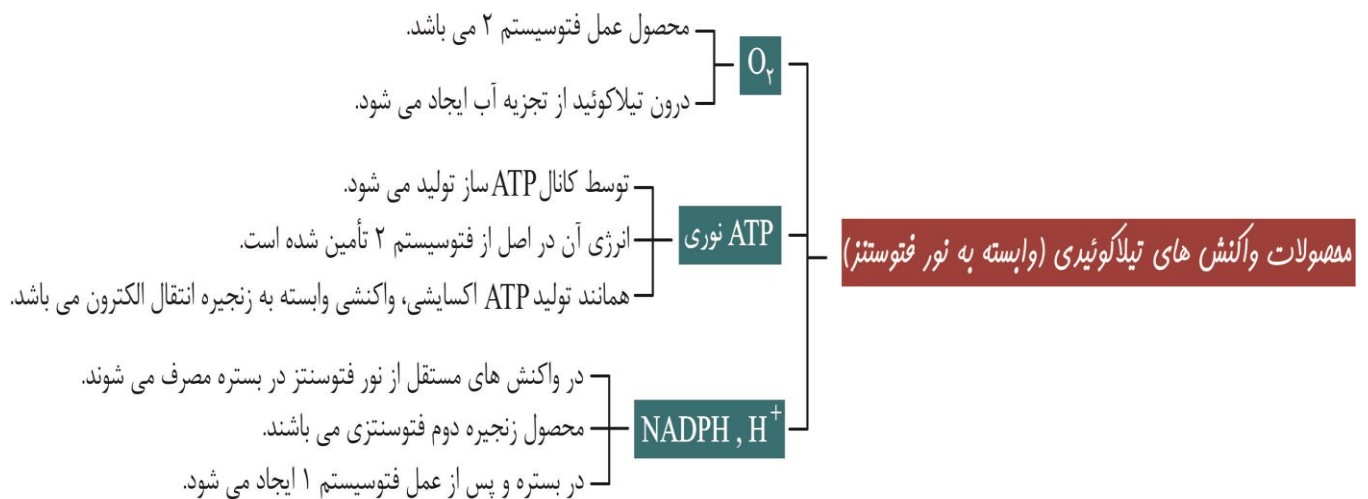 محصولات واکنش های تیلاکوئیدی (وابسته به نور فتوسنتز)
O۲
محصول عمل فتوسیستم ۲ می باشد.
درون تیلاکوئید از تجزیه آب ایجاد می شود.
ATP نوری
توسط کانال ATP ساز تولید می شود.
انرژی آن در اصل از فتوسیستم ۲ تأمین شده است.
همانند تولید ATP اکسایشی، واکنشی وابسته به زنجیره انتقال الکترون می باشد.
NADPH , H+
در واکنش های مستقل از نور فتوسنتز در بستره مصرف می شوند.
محصول زنجیره دوم فتوسنتزی می باشند.
در بستره و پس از عمل فتوسیستم ۱ ایجاد می شود.